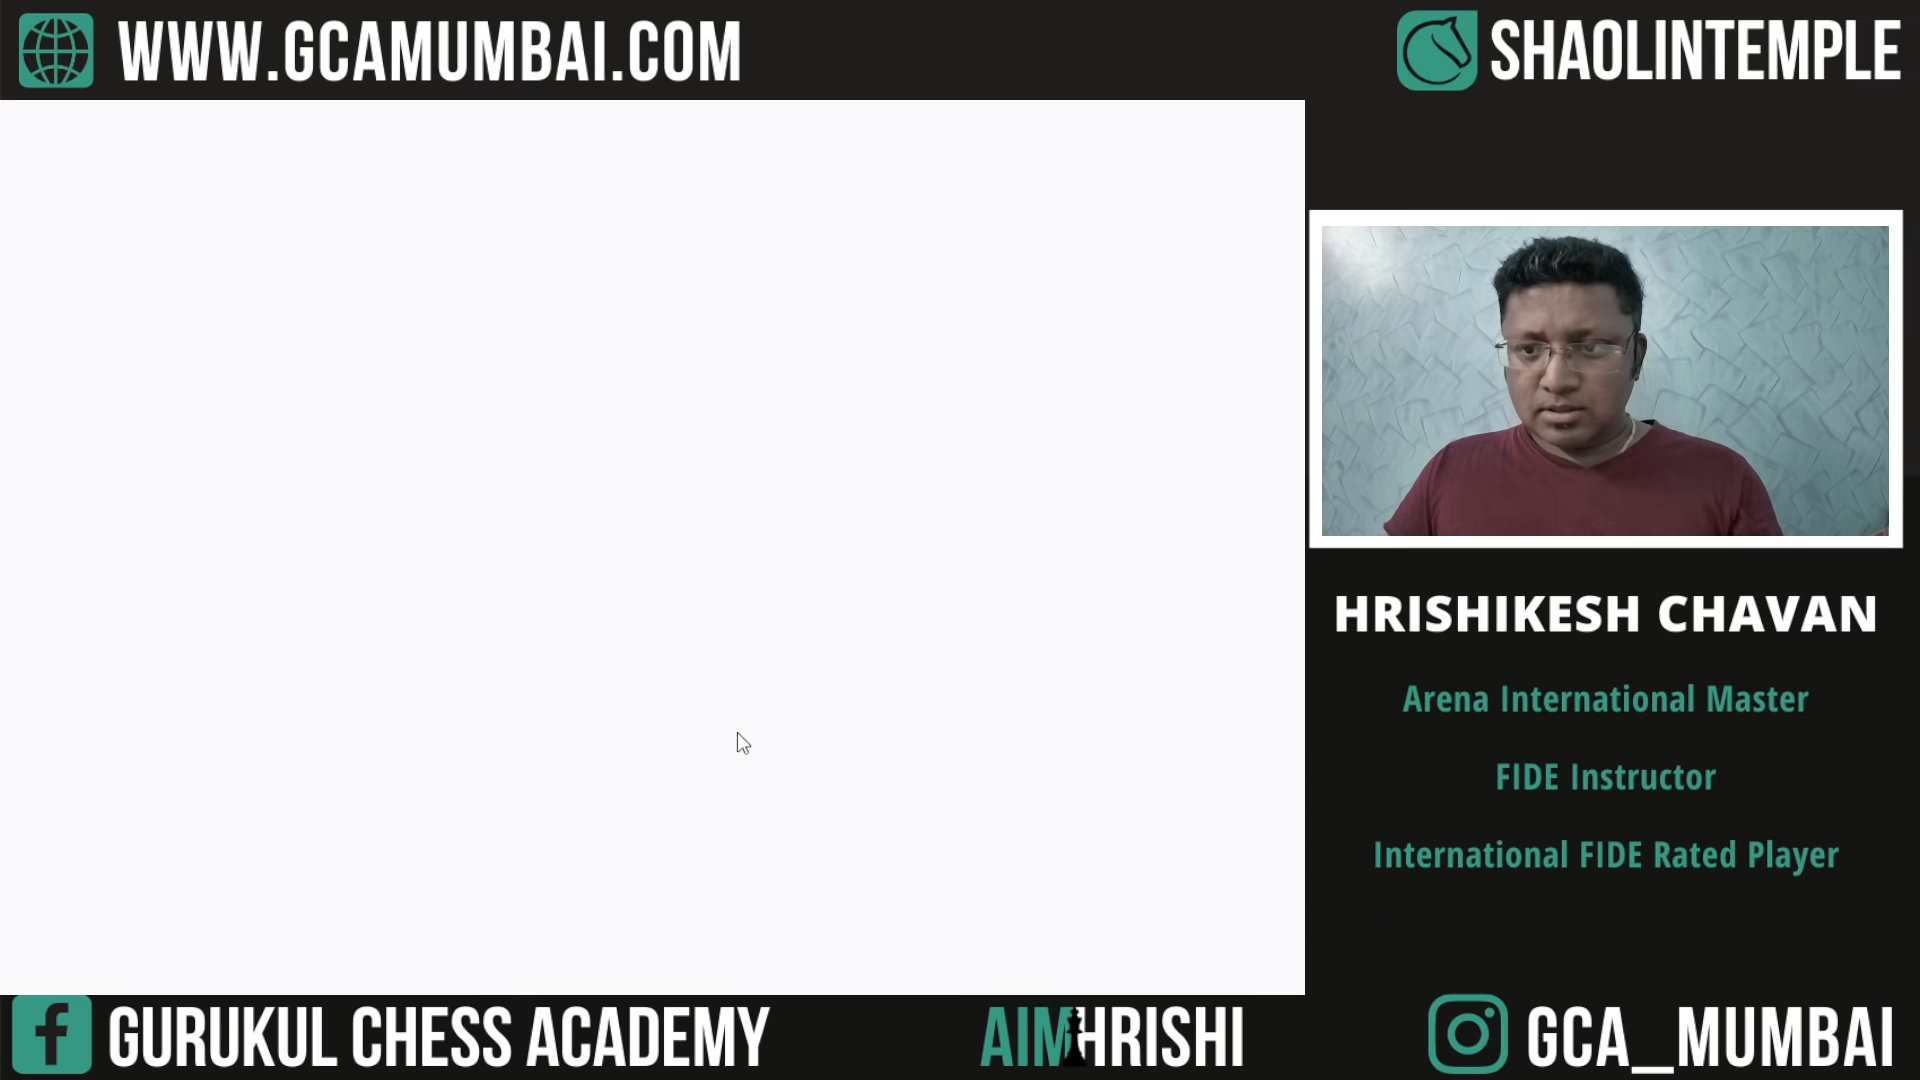 WWW.GCAMUMBAI.COM
SHAOLINTEMPLE
HRISHIKESH CHAVAN
Arena International Master
FIDE Instructor
International FIDE Rated Player
GURUKUL CHESS ACADEMY
AIMHRISHI
GCA_MUMBAI